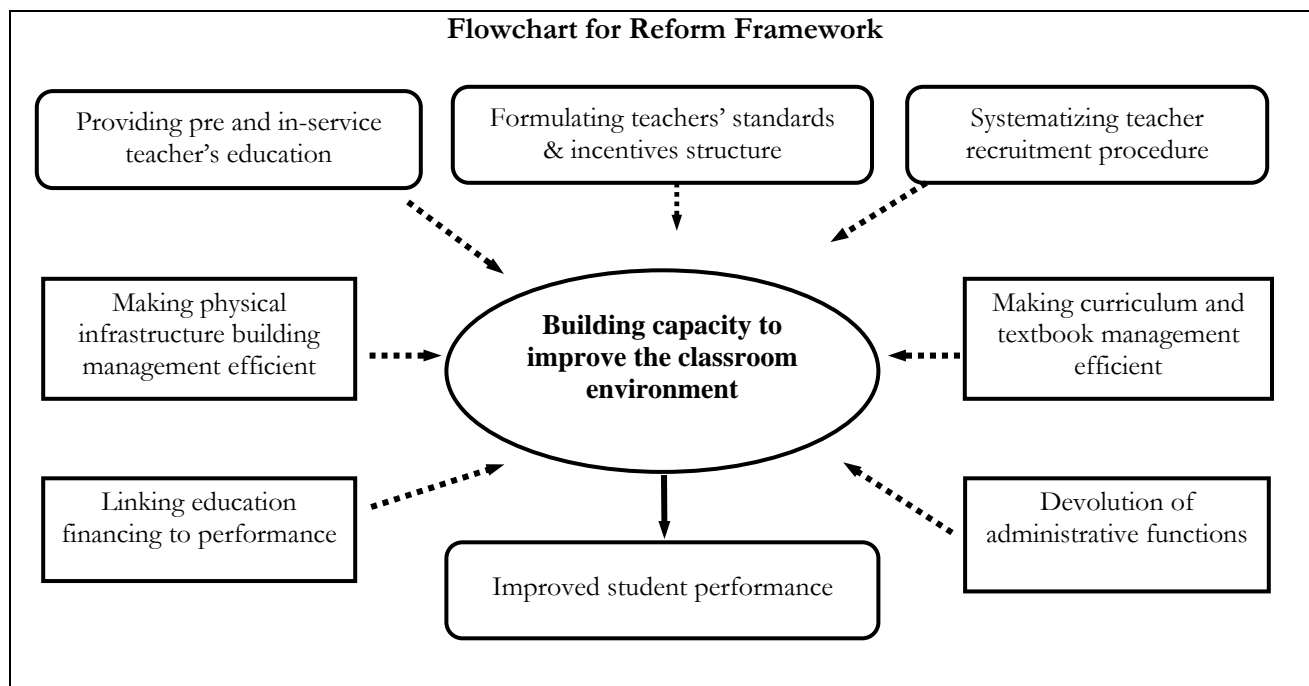 Flowchart for Reform Framework
Providing pre and in-service
teacher’s education
Formulating teachers’ standards
& incentives structure
Systematizing teacher
recruitment procedure
Making physical
infrastructure building
management efficient
Building capacity to
improve the classroom
environment
Making curriculum and
textbook management
efficient
Linking education
financing to performance
Improved student performance
Devolution of
administrative functions